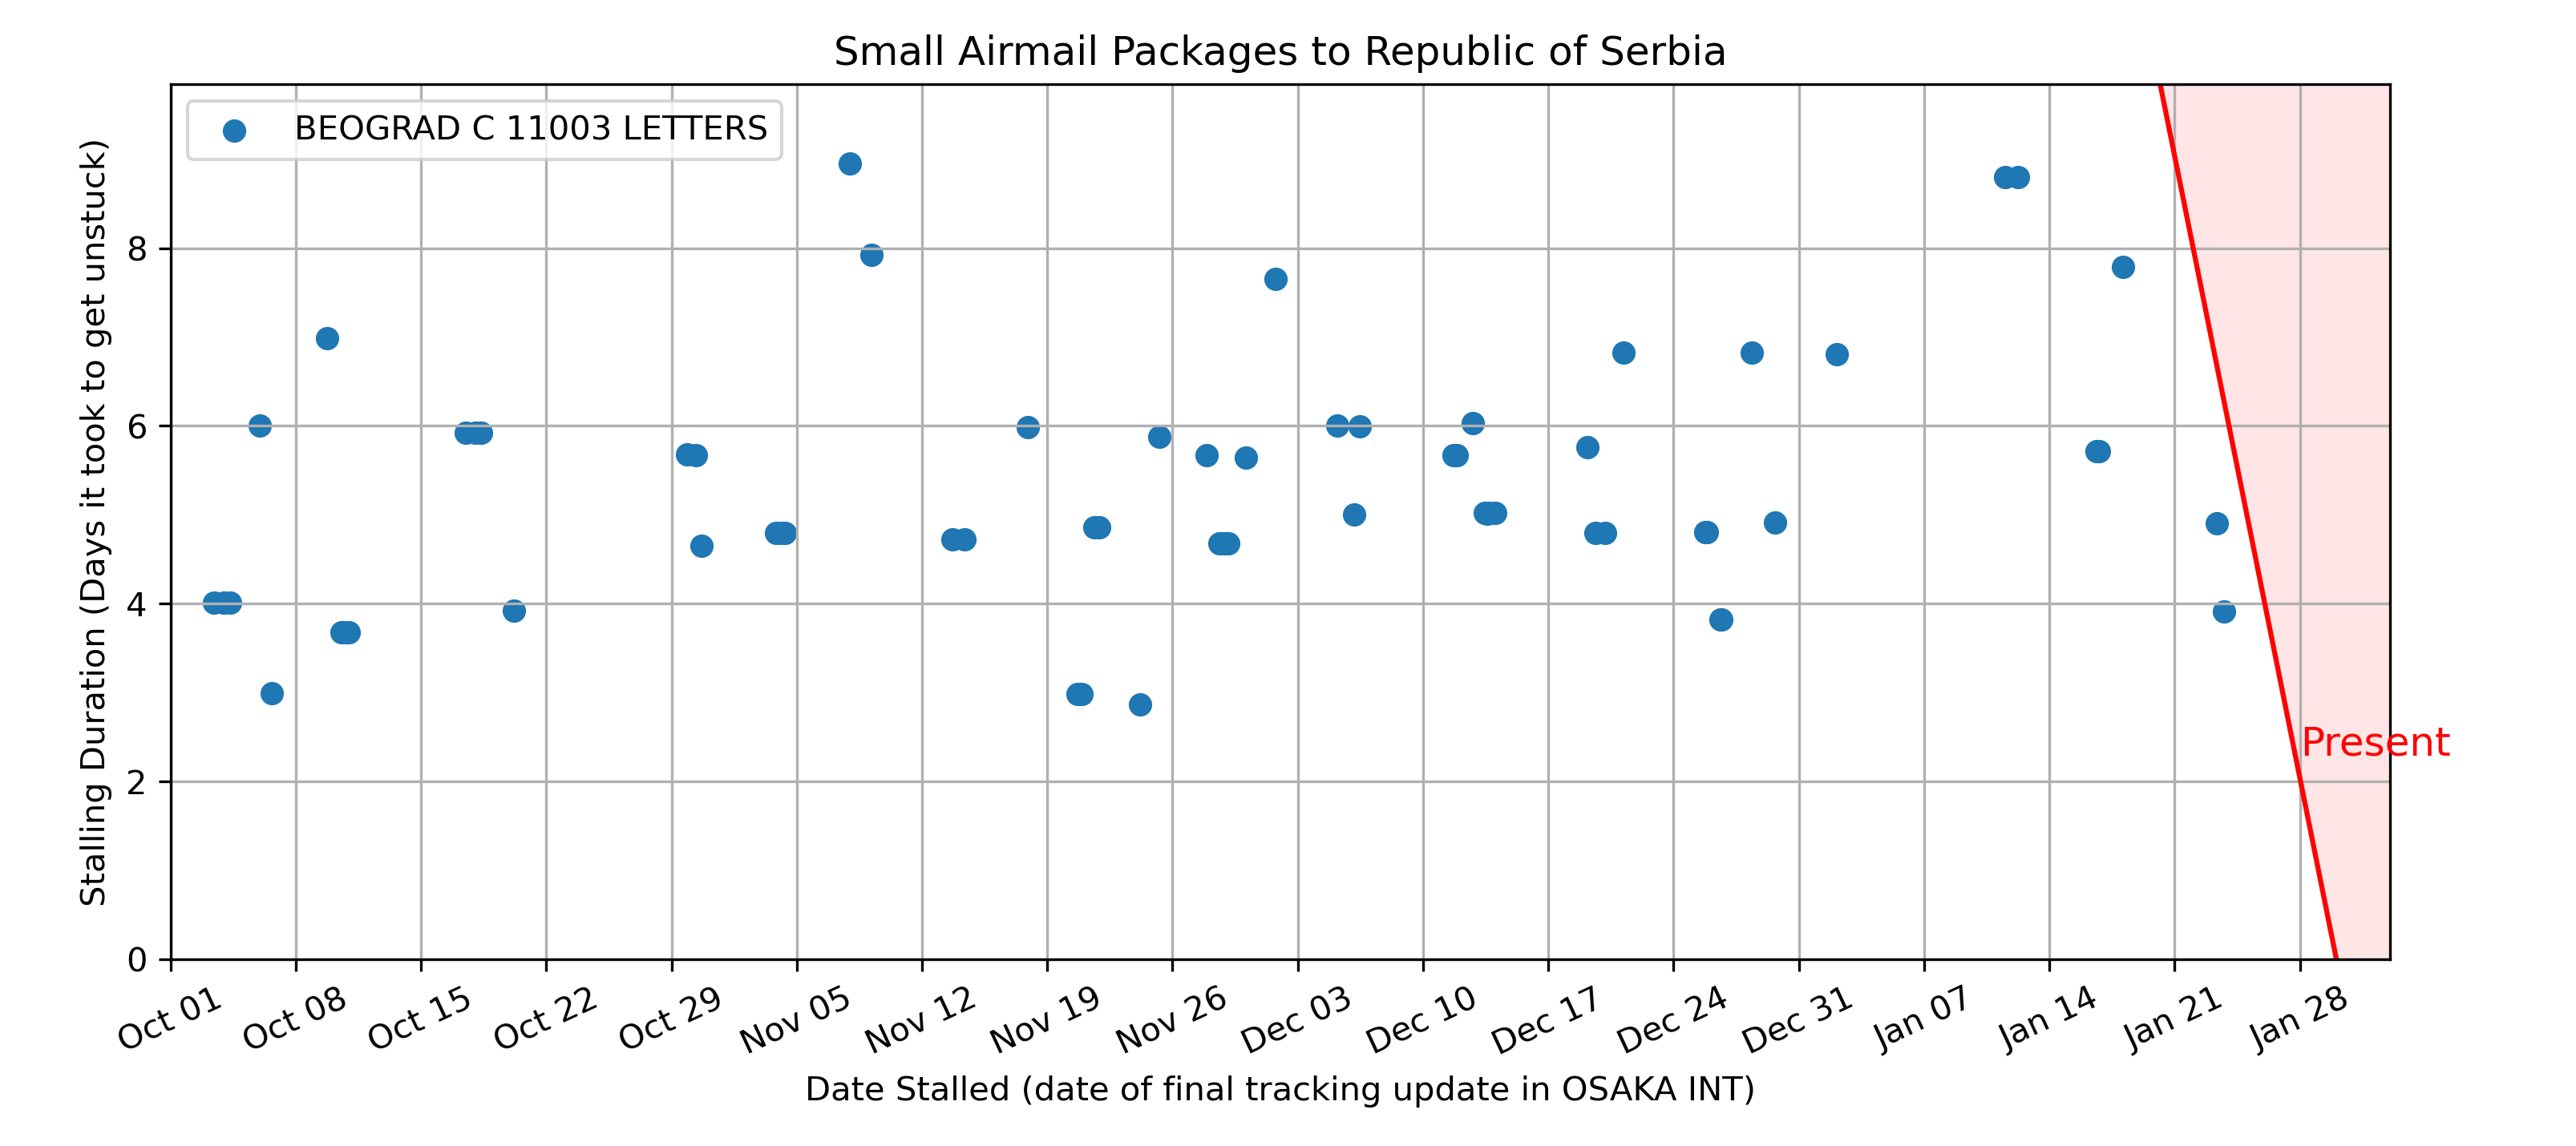 Small Airmail Packages to Republic of Serbia
BEOGRAD C 11003 LETTERS
Stalling Duration (Days it took to get unstuck)
8
6
4
2
0
Present
Oct 01
Oct 08
Oct 15
Oct 22
Oct 29
Nov 05
Nov 12
Nov 19
Nov 26
Dec 03
Dec 10
Dec 17
Dec 24
Dec 31
Jan 07
Jan 14
Jan 21
Jan 28
Date Stalled (date of final tracking update in OSAKA INT)